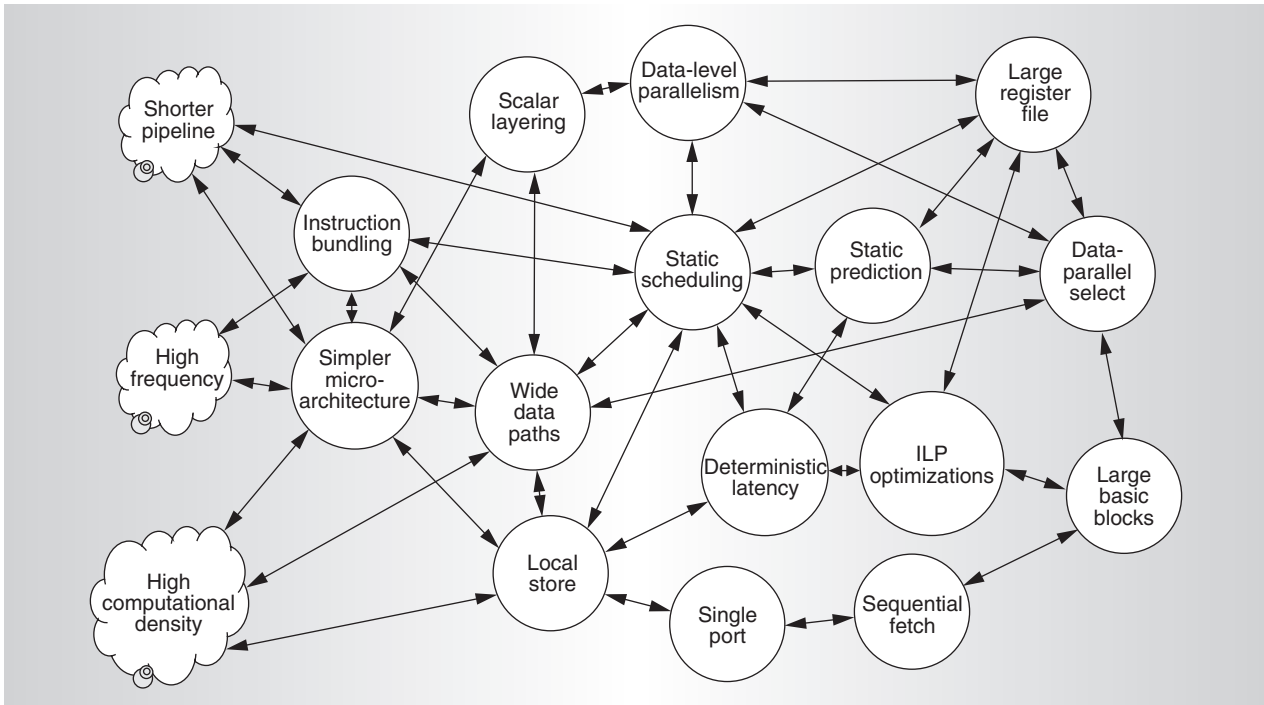 Shorter
pipeline
Scalar
layering
Data-level
parallelism
Large
register
file
Instruction
bundling
Static
scheduling
Static
prediction
Data-
parallel
select
High
frequency
Simpler
micro-
architecture
Wide
data
paths
Deterministic
latency
ILP
optimizations
Large
basic
blocks
High
computational
density
Local
store
Single
port
Sequential
fetch